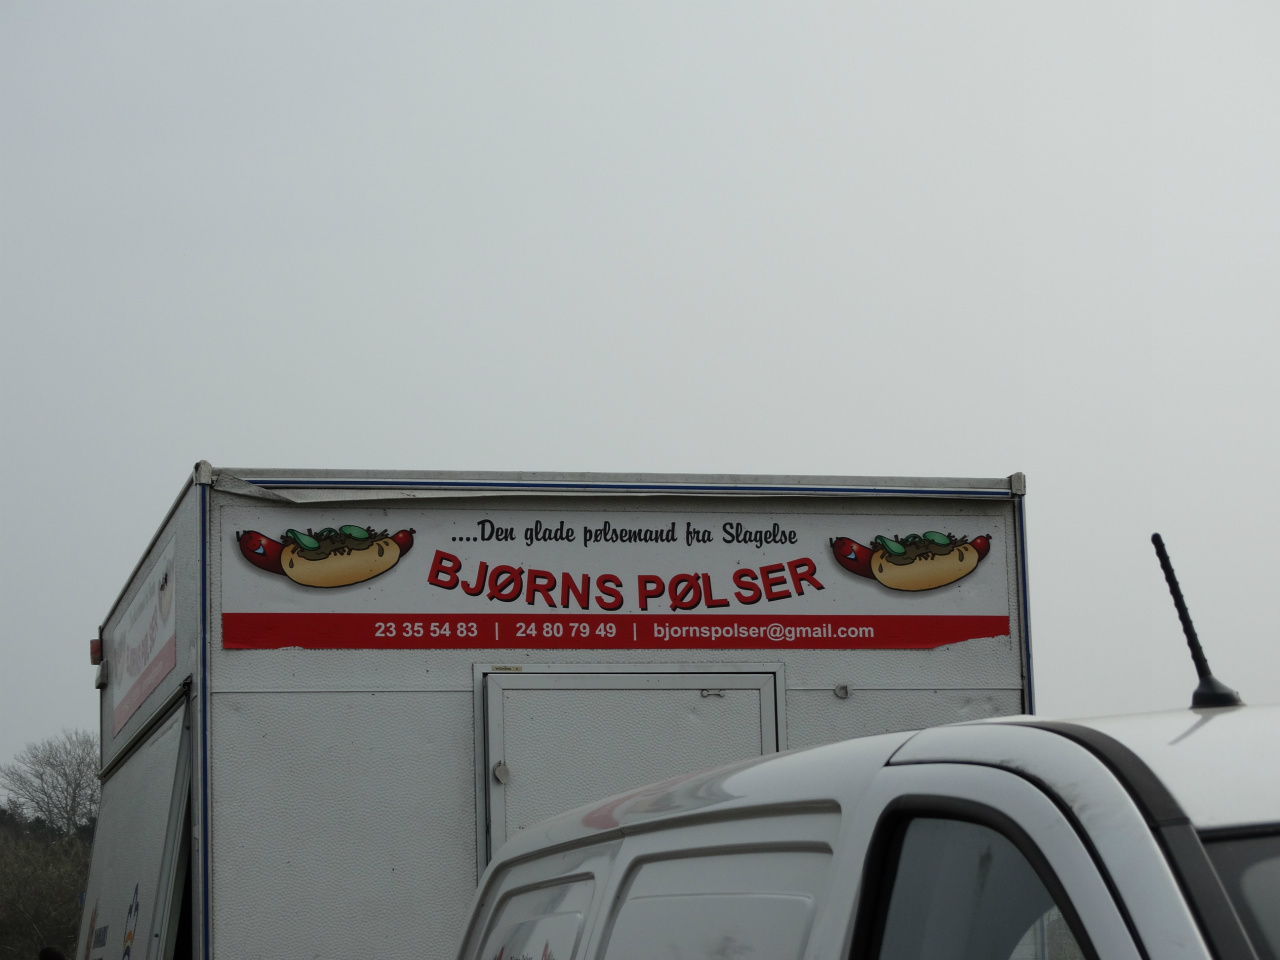 ....Den glade pølsemand fra Slagelse
BJØRNS PØLSER
23 35 54 83 | 24 80 79 49 | bjornspolser@gmail.com